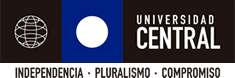 UNIVERSIDAD
CENTRAL
INDEPENDENCIA · PLURALISMO · COMPROMISO